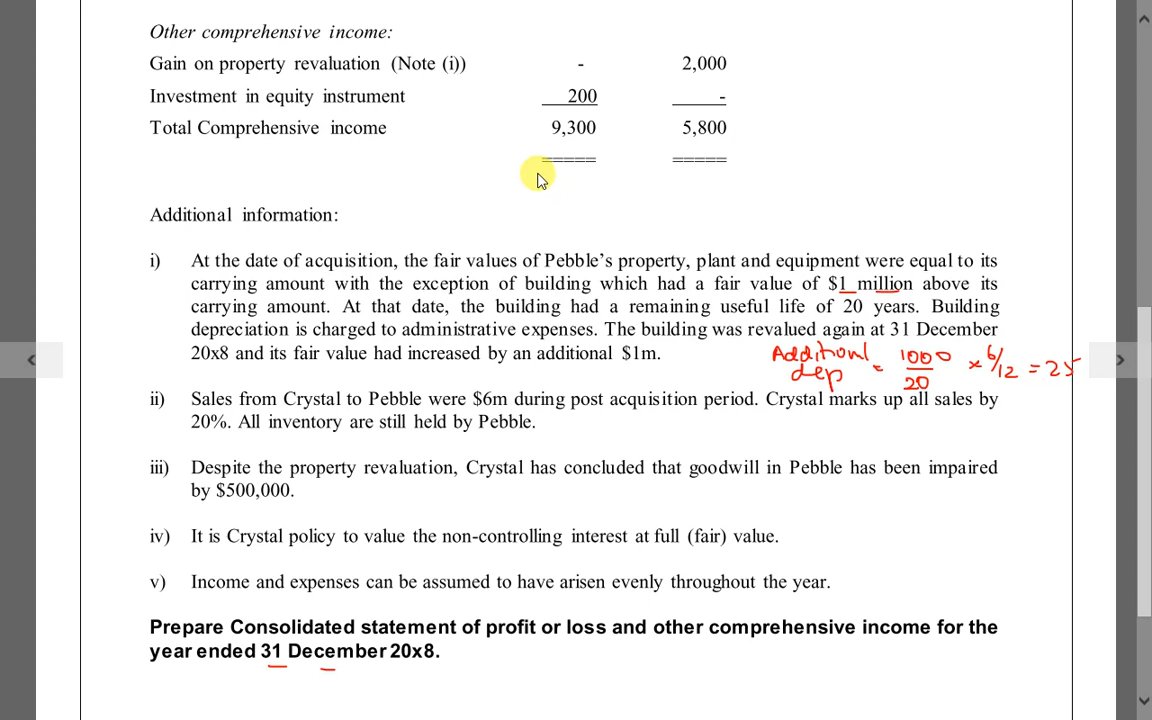 Other comprehensive income:
Gain on property revaluation (Note (i)) - 2,000
Investment in equity instrument 200 -
Total Comprehensive income 9,300 5,800
===== =====
Additional information:
i) At the date of acquisition, the fair values of Pebble's property, plant and equipment were equal to its
carrying amount with the exception of building which had a fair value of $1 million above its
carrying amount. At that date, the building had a remaining useful life of 20 years. Building
depreciation is charged to administrative expenses. The building was revalued again at 31 December
20x8 and its fair value had increased by an additional $1m.
Additional dep = 1000/20 × 6/12 = 25
ii) Sales from Crystal to Pebble were $6m during post acquisition period. Crystal marks up all sales by
20%. All inventory are still held by Pebble.
iii) Despite the property revaluation, Crystal has concluded that goodwill in Pebble has been impaired
by $500,000.
iv) It is Crystal policy to value the non-controlling interest at full (fair) value.
v) Income and expenses can be assumed to have arisen evenly throughout the year.
Prepare Consolidated statement of profit or loss and other comprehensive income for the
year ended 31 December 20x8.